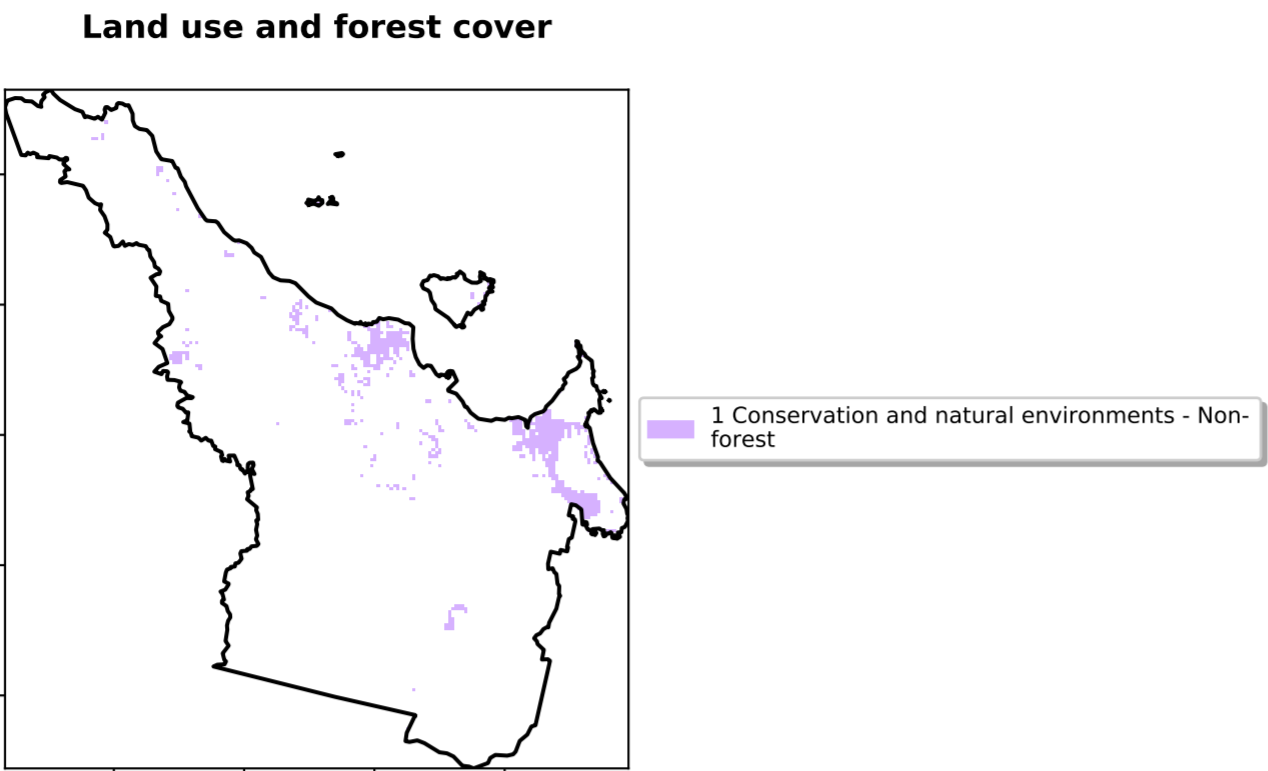 Land use and forest cover
1 Conservation and natural environments - Non-
forest